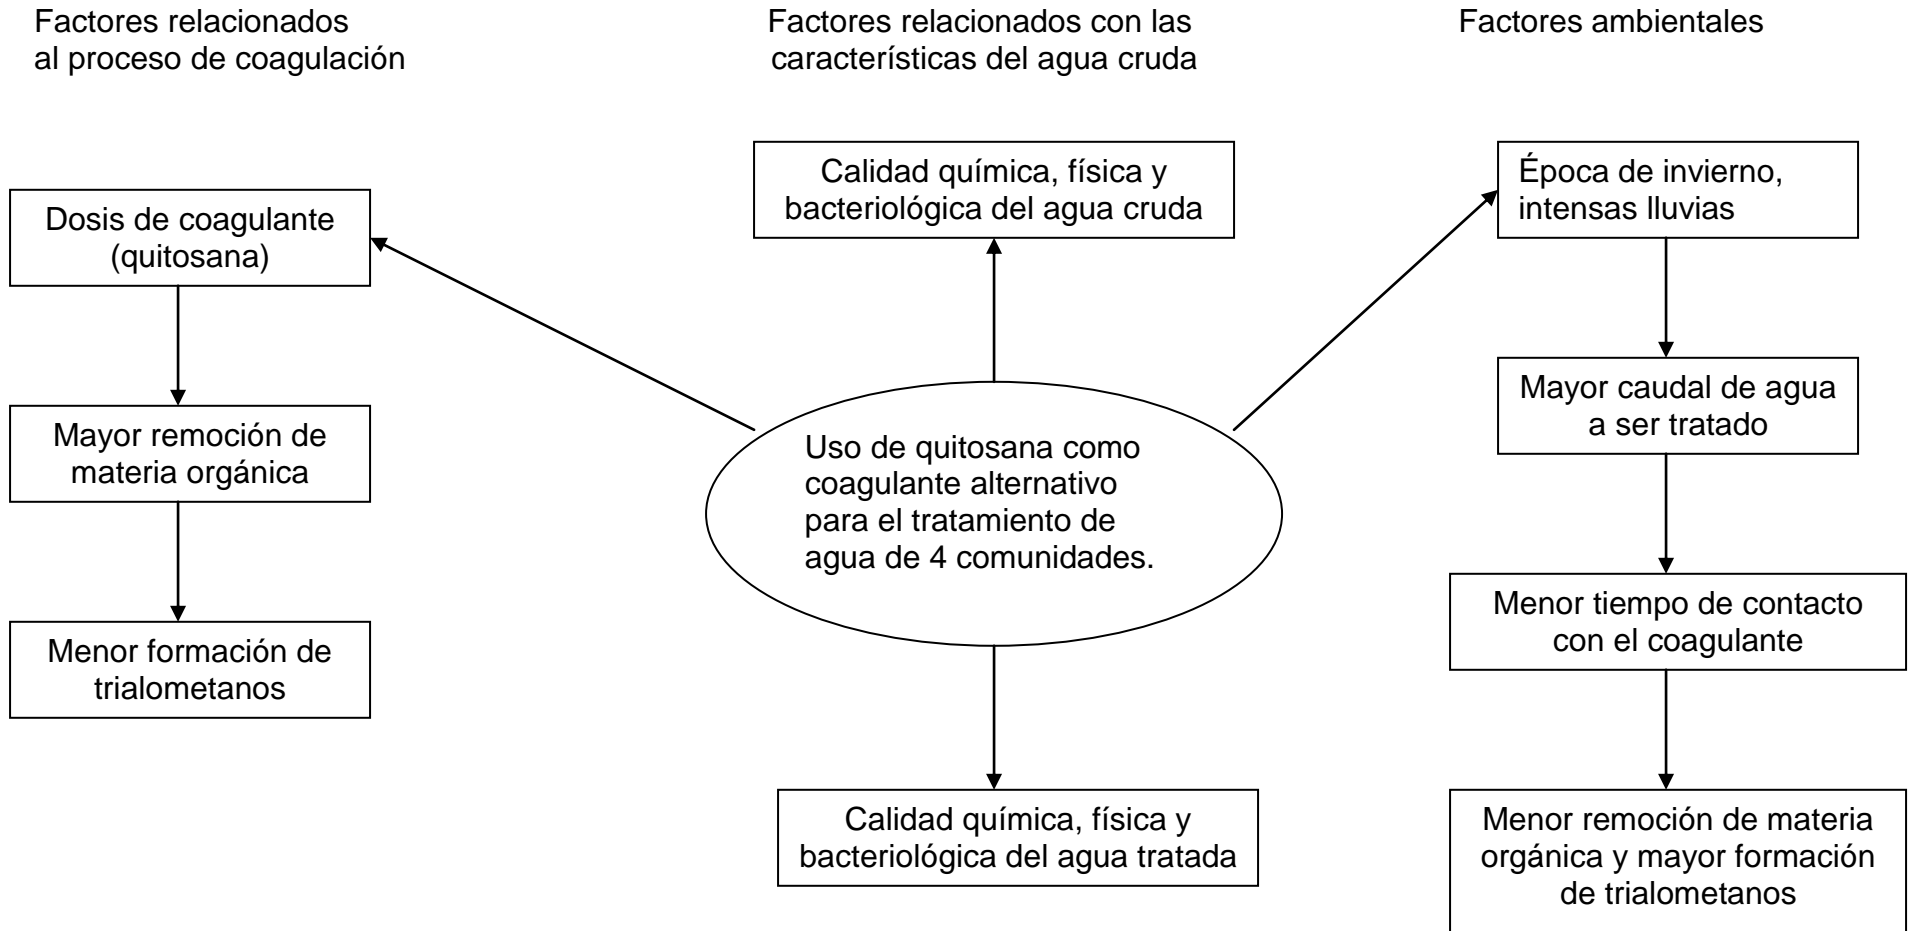 Factores relacionados
al proceso de coagulación
Factores relacionados con las
características del agua cruda
Factores ambientales
Dosis de coagulante
(quitosana)
Mayor remoción de
materia orgánica
Menor formación de
trialometanos
Calidad química, física y
bacteriológica del agua cruda
Uso de quitosana como
coagulante alternativo
para el tratamiento de
agua de 4 comunidades.
Calidad química, física y
bacteriológica del agua tratada
Época de invierno,
intensas lluvias
Mayor caudal de agua
a ser tratado
Menor tiempo de contacto
con el coagulante
Menor remoción de materia
orgánica y mayor formación
de trialometanos